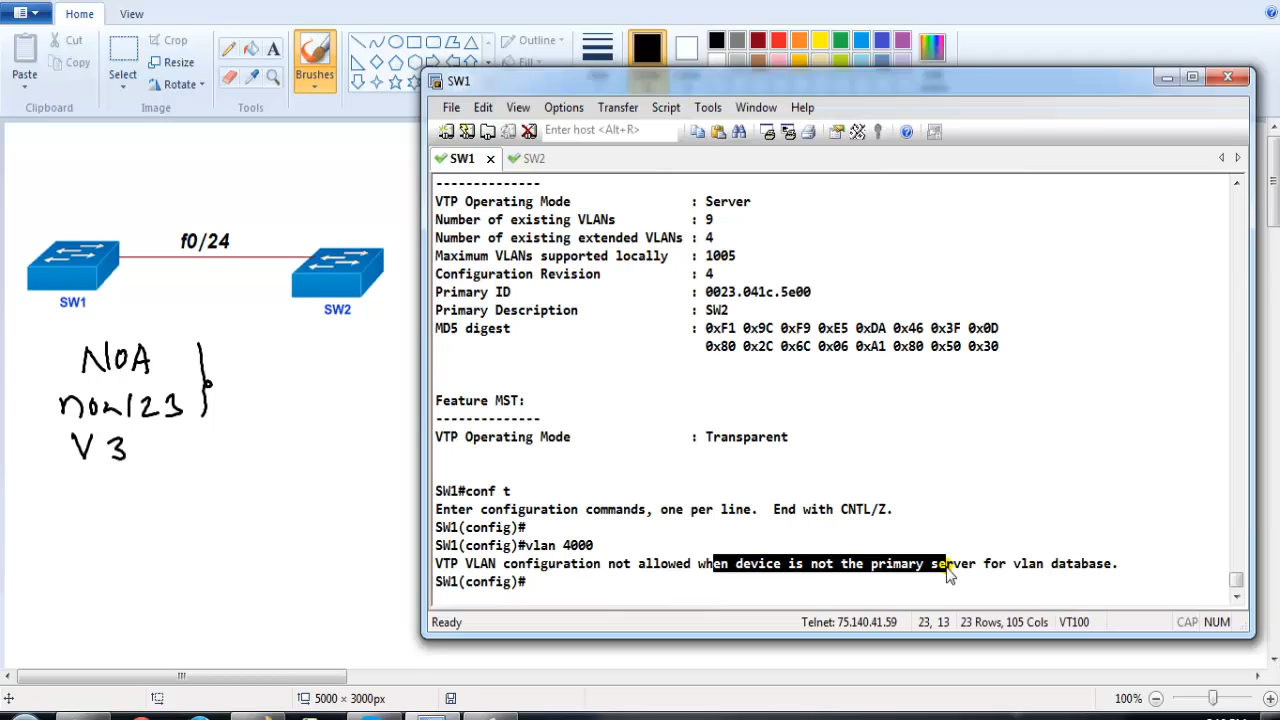 Home
View
Paste
Cut
Copy
Clipboard
Select
Crop
Resize
Rotate
Image
Tools
Brushes
Outline
Fill
SW1
File Edit View Options Transfer Script Tools Window Help
Enter host <Alt+R>
SW1 SW2
--------------
VTP Operating Mode : Server
Number of existing VLANs : 9
Number of existing extended VLANs : 4
Maximum VLANs supported locally : 1005
Configuration Revision : 4
Primary ID : 0023.041c.5e00
Primary Description : SW2
MD5 digest : 0xF1 0x9C 0xF9 0xE5 0xDA 0x46 0x3F 0x0D
0x80 0x2C 0x6C 0x06 0xA1 0x80 0x50 0x30
Feature MST:
--------------
VTP Operating Mode : Transparent
SW1#conf t
Enter configuration commands, one per line. End with CNTL/Z.
SW1(config)#
SW1(config)#vlan 4000
VTP VLAN configuration not allowed when device is not the primary server for vlan database.
SW1(config)#
Ready Telnet: 75.140.41.59 23, 13 23 Rows, 105 Cols VT100 CAP NUM
f0/24
SW1
SW2
NOA
noa123
V 3
5000 × 3000px
100%